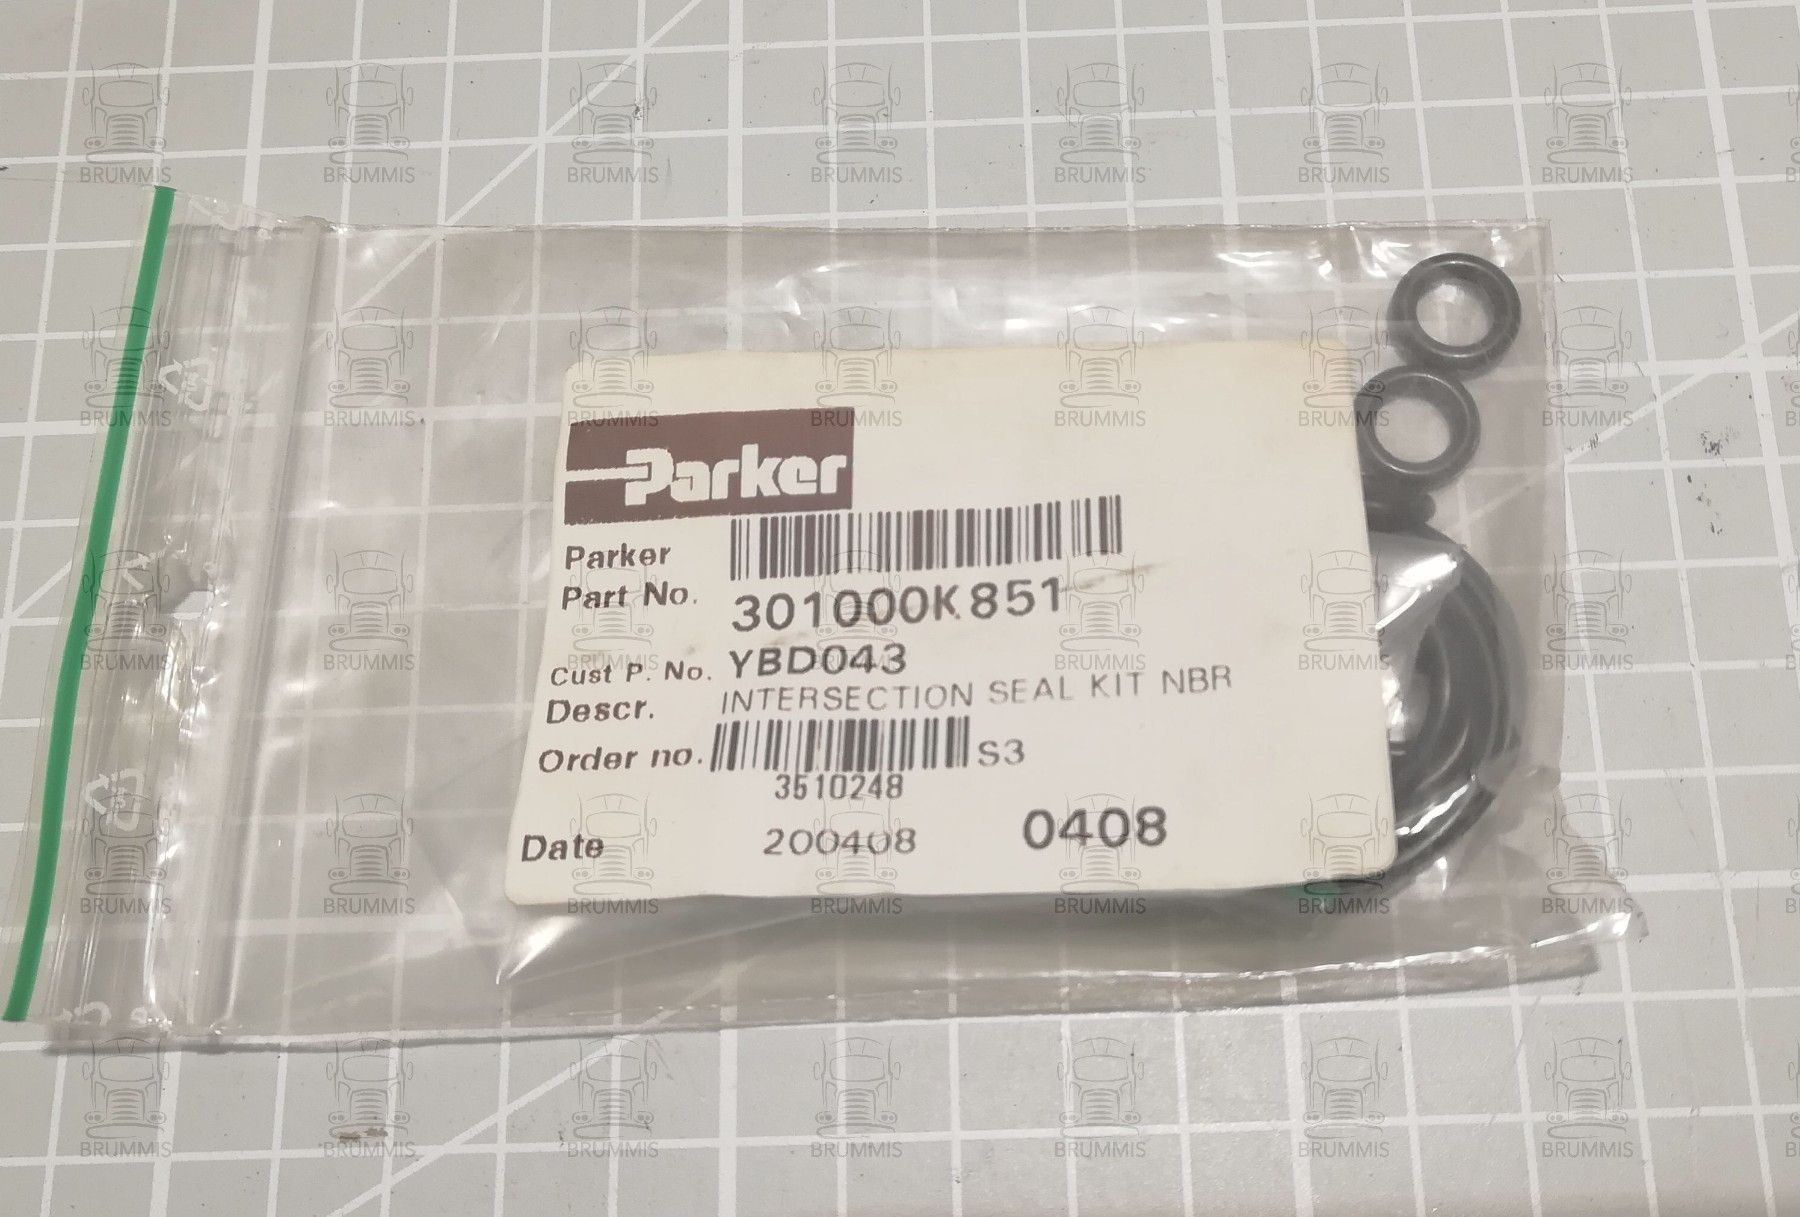 Parker
Parker
Part No. 301000K851
Cust P. No. YBD043
Descr. INTERSECTION SEAL KIT NBR
Order no. S3
3510248
Date 200408 0408
BRUMMIS